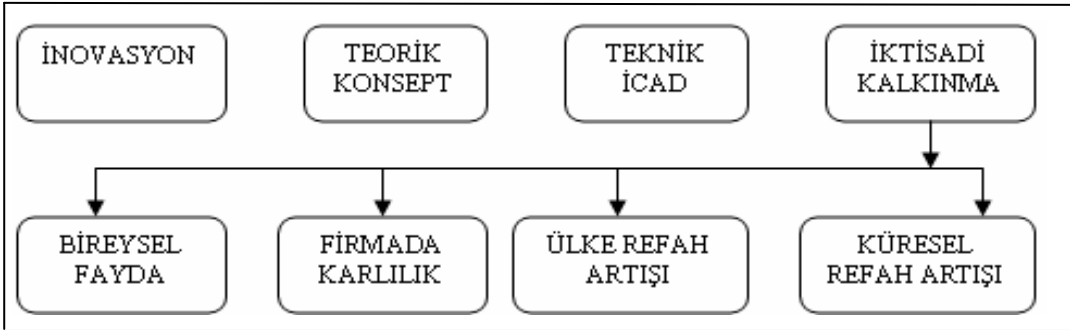 İNOVASYON
TEORİK
KONSEPT
TEKNİK
İCAD
İKTİSADİ
KALKINMA
BİREYSEL
FAYDA
FİRMADA
KARLILIK
ÜLKE REFAH
ARTIŞI
KÜRESEL
REFAH ARTIŞI